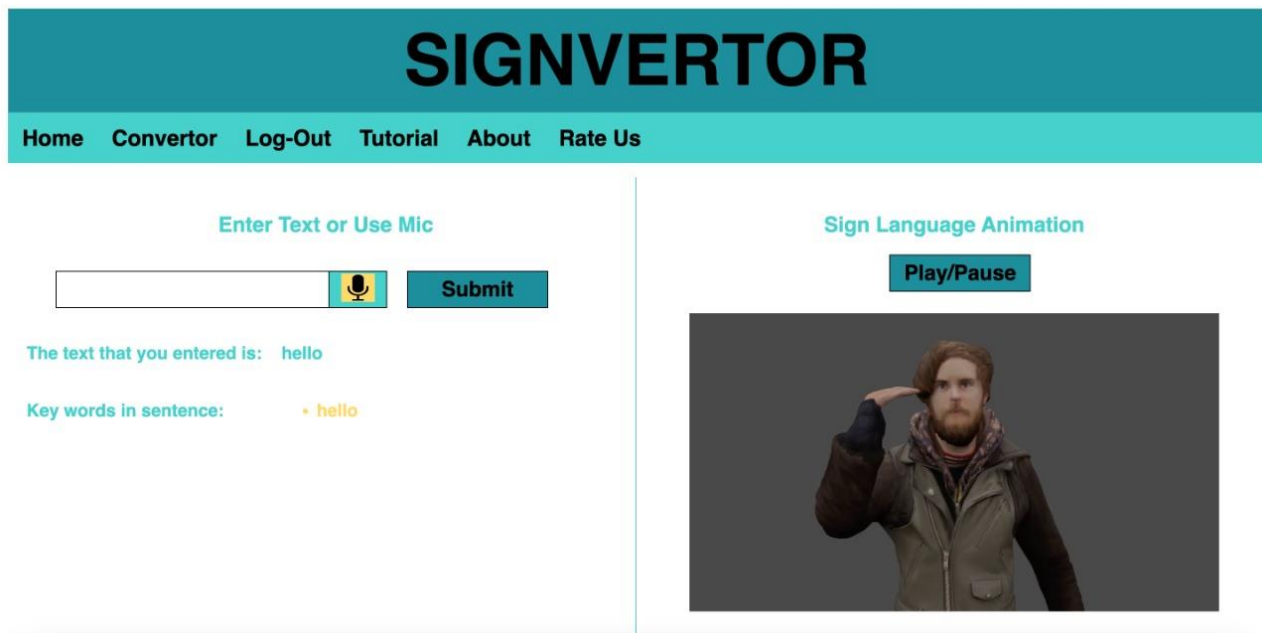 SIGNVERTOR
Home Convertor Log-Out Tutorial About Rate Us
Enter Text or Use Mic
Submit
The text that you entered is: hello
Key words in sentence:
• hello
Sign Language Animation
Play/Pause